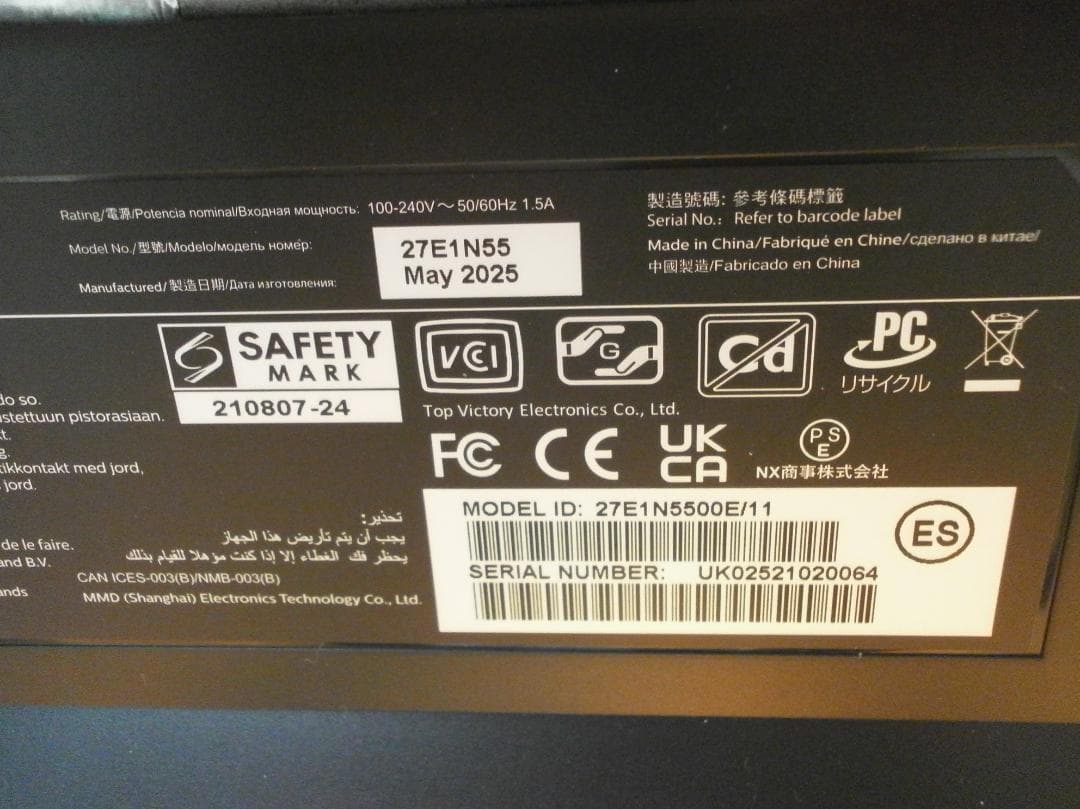 Rating/電源/Potencia nominal/Входная мощность: 100-240V～50/60Hz 1.5A
Model No./型號/Modelo/модель номер: 27E1N55
Manufactured/製造日期/Дата изготовления: May 2025
製造號碼: 參考條碼標籤
Serial No.: Refer to barcode label
Made in China/Fabriqué en Chine/сделано в китае/
中國製造/Fabricado en China
SAFETY
MARK
210807-24
VCCI
G
Cd
PC
リサイクル
Top Victory Electronics Co., Ltd.
FC CE UK
CA
PS
E
NX商事株式会社
do so.
stettuun pistorasiaan.
t.
g.
tikkontakt med jord,
jord.
de le faire.
and B.V.
ands
تحذير:
يجب أن يتم تأريض هذا الجهاز
يحظر فك الغطاء إلا إذا كنت مؤهلا للقيام بذلك
CAN ICES-003(B)/NMB-003(B)
MMD (Shanghai) Electronics Technology Co., Ltd.
MODEL ID: 27E1N5500E/11
SERIAL NUMBER: UK02521020064
ES